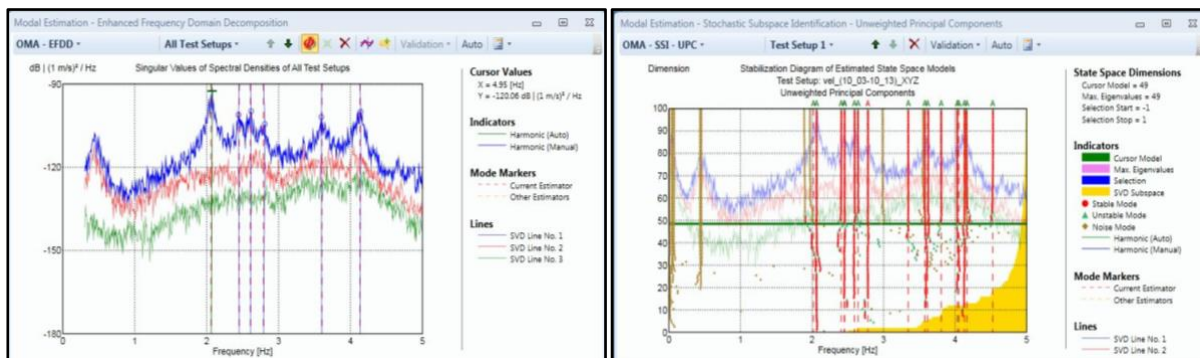 Modal Estimation - Enhanced Frequency Domain Decomposition
OMA - EFDD All Test Setups Validation Auto
dB | (1 m/s)² / Hz
Singular Values of Spectral Densities of All Test Setups
-90
-120
-150
-180
0 1 2 3 4 5
Frequency [Hz]
Cursor Values
X = 4.95 [Hz]
Y = -120.06 dB | (1 m/s)² / Hz
Indicators
Harmonic (Auto)
Harmonic (Manual)
Mode Markers
Current Estimator
Other Estimators
Lines
SVD Line No. 1
SVD Line No. 2
SVD Line No. 3
Modal Estimation - Stochastic Subspace Identification - Unweighted Principal Components
OMA - SSI - UPC Test Setup 1 Validation Auto
Dimension
Stabilization Diagram of Estimated State Space Models
Test Setup: vel_(10_03-10_13)_XYZ
Unweighted Principal Components
100
90
80
70
60
50
40
30
20
10
0
0 1 2 3 4 5
Frequency [Hz]
State Space Dimensions
Cursor Model = 49
Max. Eigenvalues = 49
Selection Start = -1
Selection Stop = 1
Indicators
Cursor Model
Max. Eigenvalues
Selection
SVD Subspace
Stable Mode
Unstable Mode
Noise Mode
Harmonic (Auto)
Harmonic (Manual)
Mode Markers
Current Estimator
Other Estimators
Lines
SVD Line No. 1
SVD Line No. 2